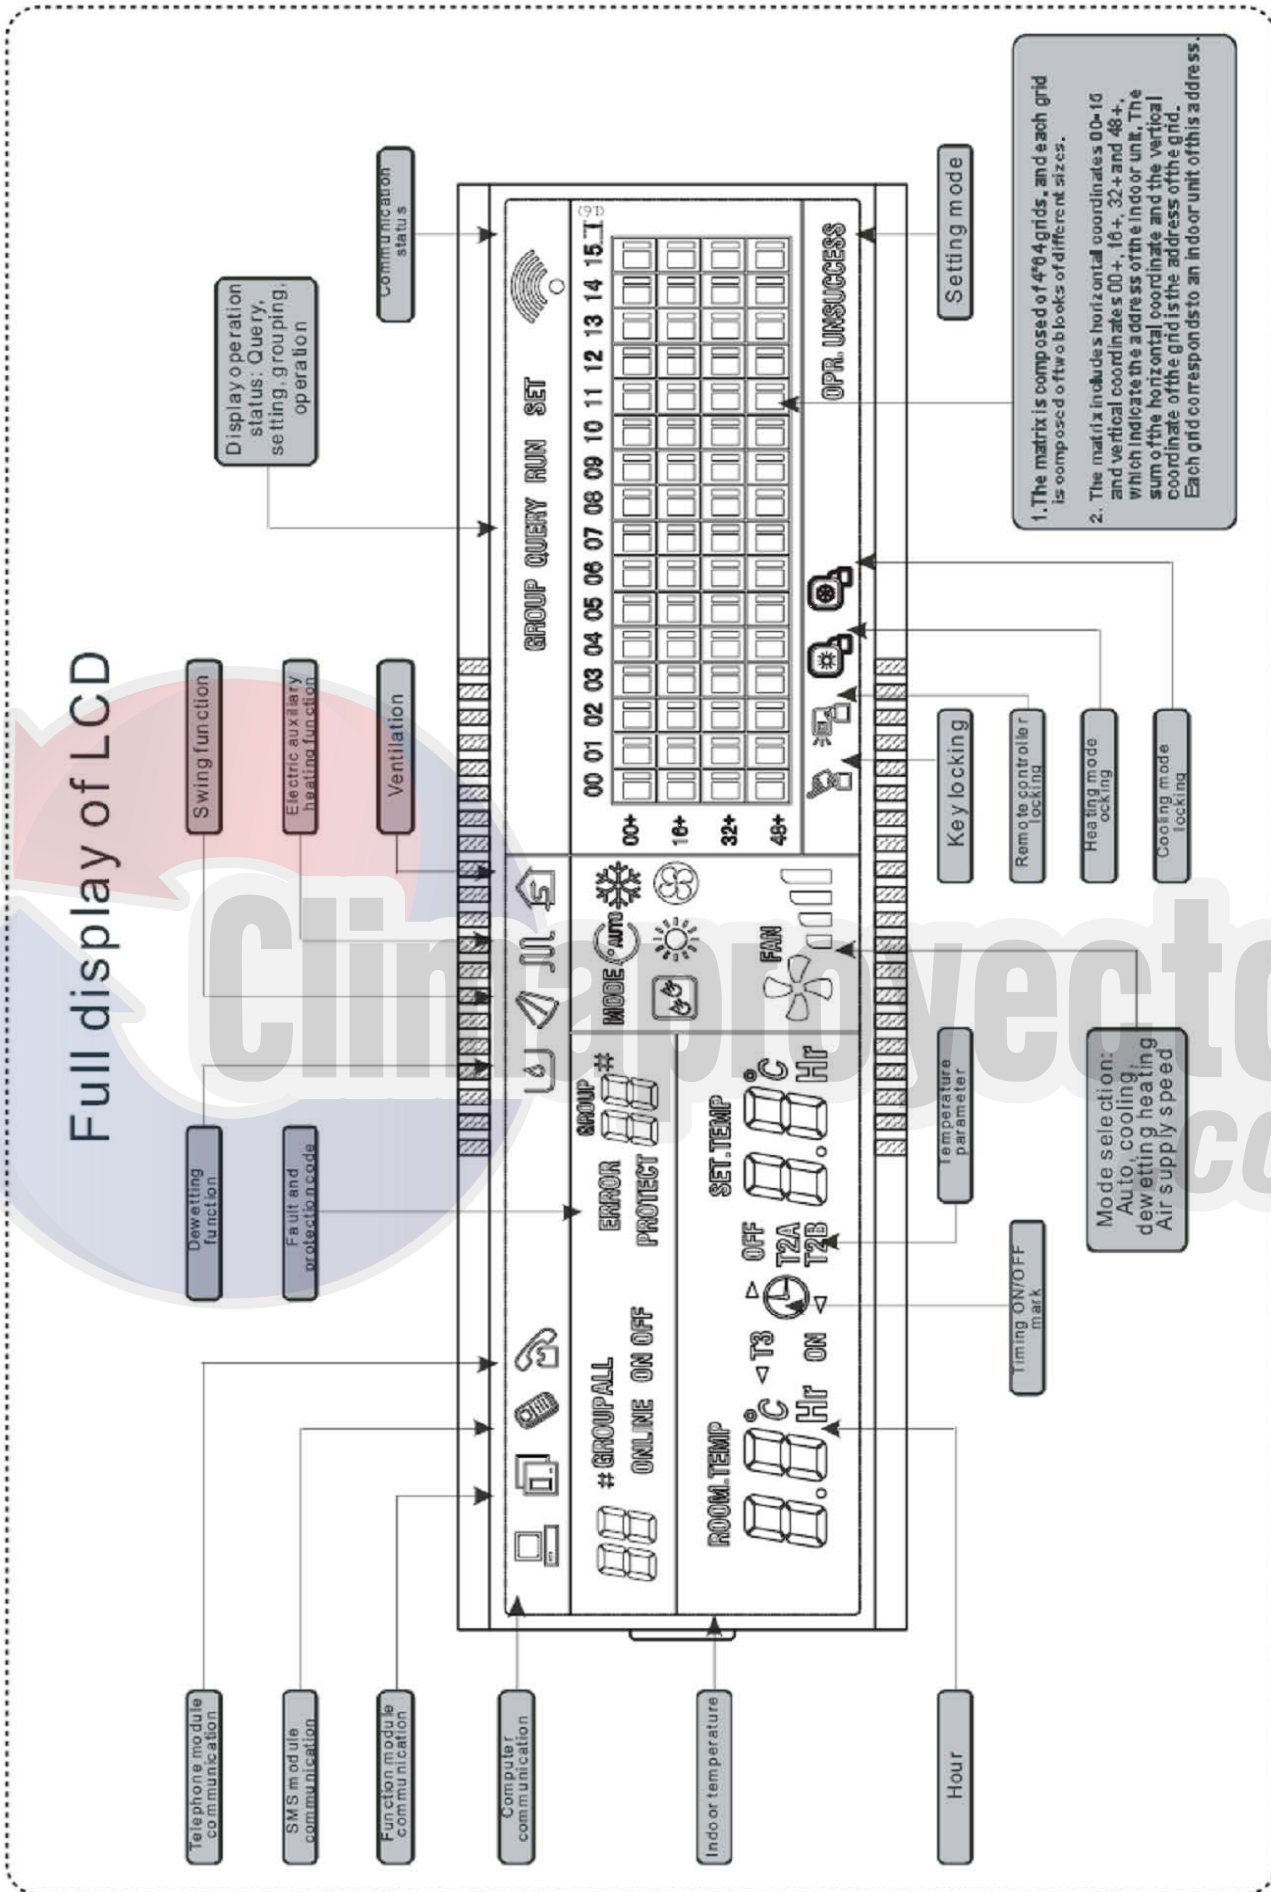 Full display of LCD
Telephone module
communication
SMS module
communication
Function module
communication
Computer
communication
Indoor temperature
Hour
Dewetting
function
Fault and
protection code
Swing function
Electric auxiliary
heating function
Ventilation
Display operation
status: Query,
setting, grouping,
operation
Communication
status
GROUP QUERY RUN SET
# GROUP ALL
ONLINE ON OFF
ERROR
PROTECT
GROUP
#
MODE
AUTO
FAN
00 01 02 03 04 05 06 07 08 09 10 11 12 13 14 15
(16)
00+
16+
32+
48+
ROOM.TEMP
°C
Hr
T3
ON
OFF
T2A
T2B
SET.TEMP
°C
Hr
OPR. UNSUCCESS
Timing ON/OFF
mark
Temperature
parameter
Mode selection:
Auto, cooling,
dewetting heating
Air supply speed
Key locking
Remote controller
locking
Heating mode
ocking
Cooling mode
locking
Setting mode
1.The matrix is composed of 4*64 grids, and each grid
is composed of two blooks of different sizes.
2. The matrix includes horizontal coordinates 00-16
and vertical coordinates 00+, 16+, 32+ and 48+,
which indicate the address of the indoor unit. The
sum of the horizontal coordinate and the vertical
coordinate of the grid is the address of the grid.
Each grid corresponds to an indoor unit of this address.
Climaproyecto
co